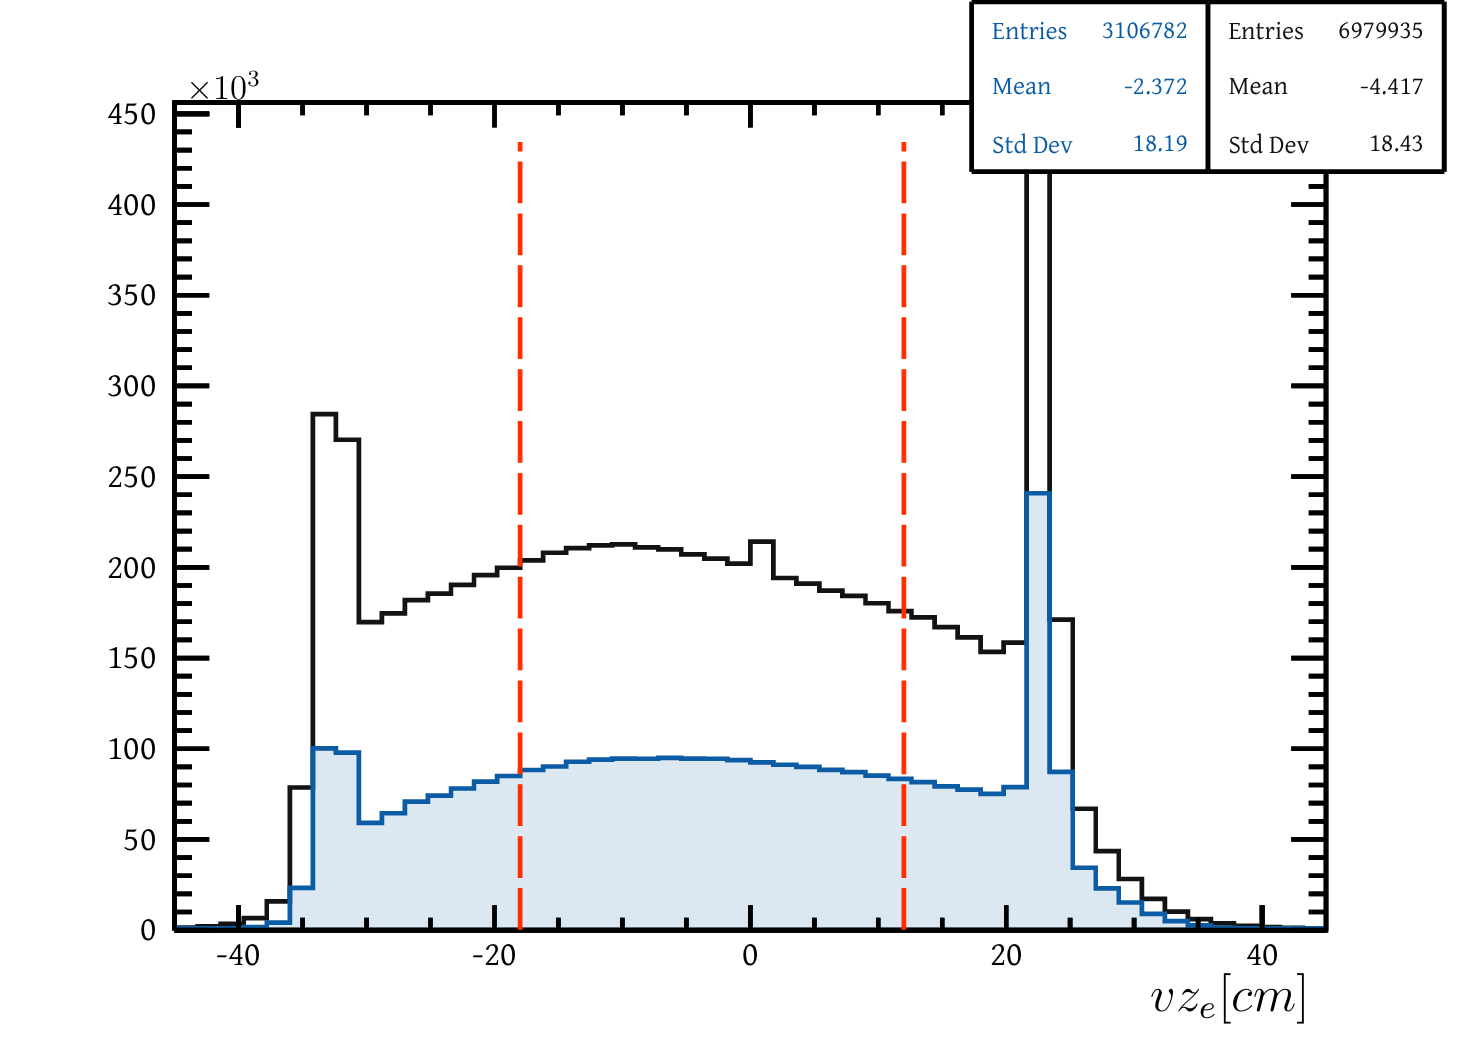 Entries 3106782 Entries 6979935
Mean -2.372 Mean -4.417
Std Dev 18.19 Std Dev 18.43
×10³
450
400
350
300
250
200
150
100
50
0
-40 -20 0 20 40
vzₑ[cm]